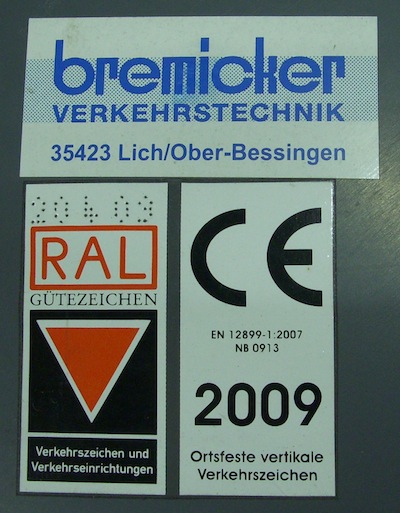 bremicker
VERKEHRSTECHNIK
35423 Lich/Ober-Bessingen
RAL
GÜTEZEICHEN
Verkehrszeichen und
Verkehrseinrichtungen
CE
EN 12899-1:2007
NB 0913
2009
Ortsfeste vertikale
Verkehrszeichen